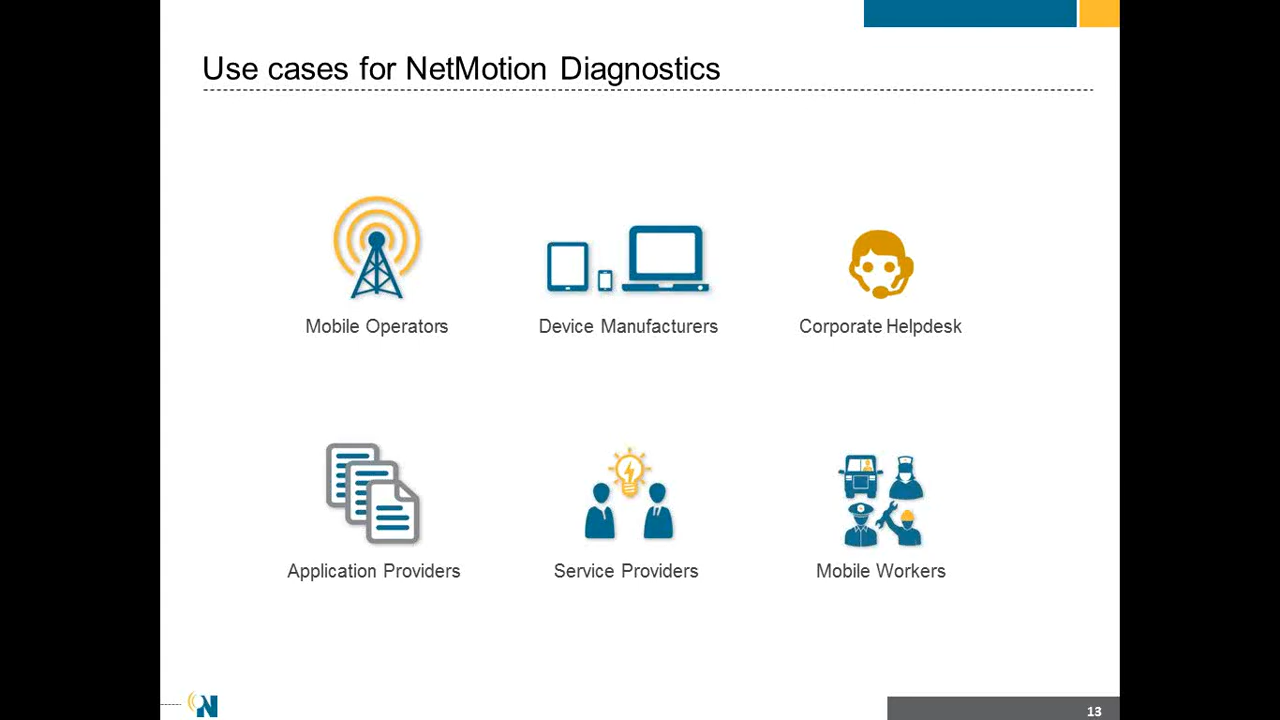 Use cases for NetMotion Diagnostics
Mobile Operators
Device Manufacturers
Corporate Helpdesk
Application Providers
Service Providers
Mobile Workers
N
13